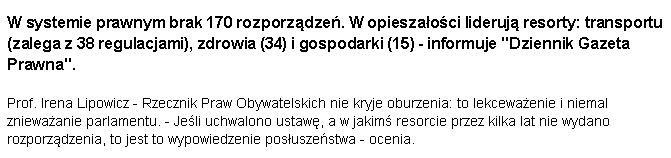 W systemie prawnym brak 170 rozporządzeń. W opieszałości liderują resorty: transportu
(zalega z 38 regulacjami), zdrowia (34) i gospodarki (15) - informuje "Dziennik Gazeta
Prawna".
Prof. Irena Lipowicz - Rzecznik Praw Obywatelskich nie kryje oburzenia: to lekceważenie i niemal
znieważanie parlamentu. - Jeśli uchwalono ustawę, a w jakimś resorcie przez kilka lat nie wydano
rozporządzenia, to jest to wypowiedzenie posłuszeństwa - ocenia.